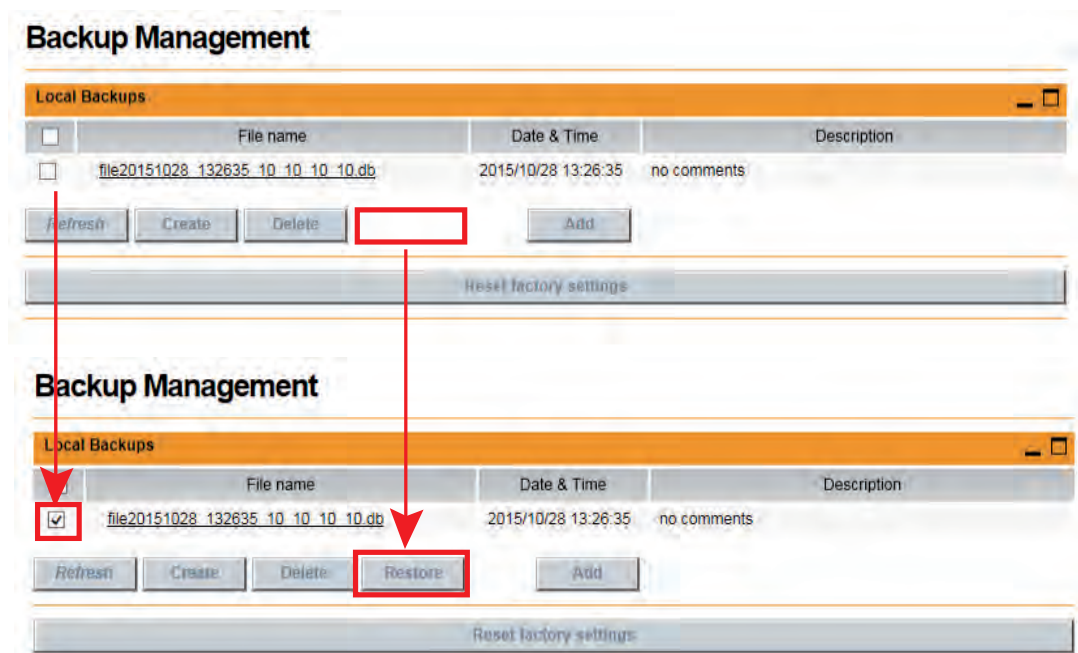 Backup Management
Local Backups
File name Date & Time Description
file20151028_132635_10_10_10_10.db 2015/10/28 13:26:35 no comments
Refresh Create Delete Add
Reset factory settings
Backup Management
Local Backups
File name Date & Time Description
file20151028_132635_10_10_10_10.db 2015/10/28 13:26:35 no comments
Refresh Create Delete Restore Add
Reset factory settings